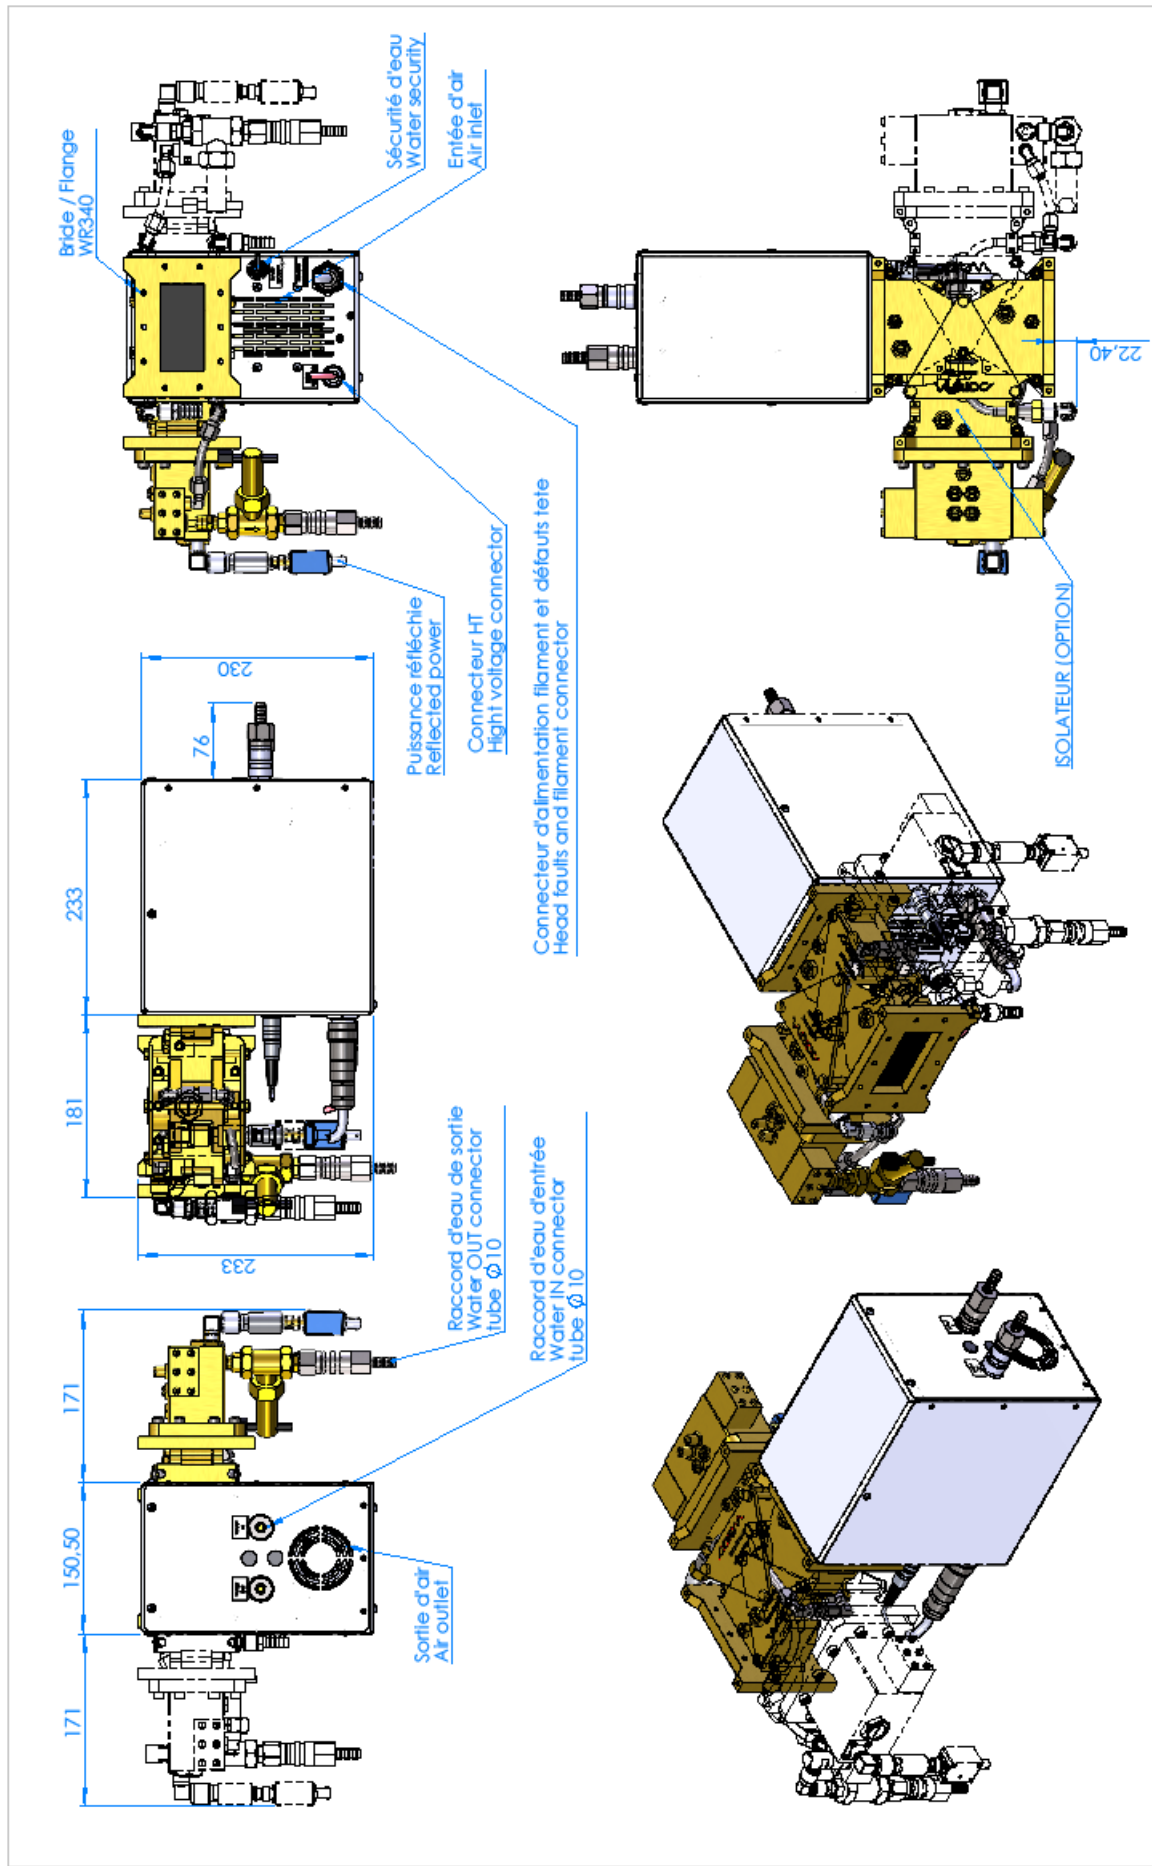 171
150,50
171
Sortie d'air
Air outlet
Raccord d'eau de sortie
Water OUT connector
tube Ø10
Raccord d'eau d'entrée
Water IN connector
tube Ø10
233
181
233
76
230
Puissance réfléchie
Reflected power
Connecteur HT
Hight voltage connector
Connecteur d'alimentation filament et défauts tete
Head faults and filament connector
Bride / Flange
WR340
Sécurité d'eau
Water security
Entée d'air
Air inlet
ISOLATEUR (OPTION)
22,40